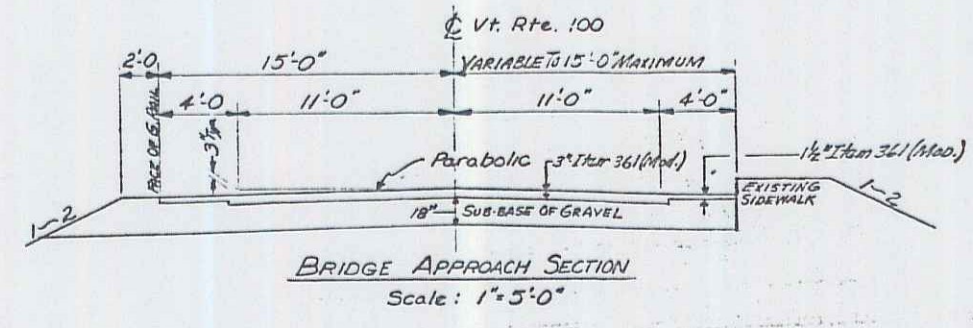 ℄ Vt. Rte. 100
2'-0 15'-0" VARIABLE TO 15'-0" MAXIMUM
4'-0 11'-0" 11'-0" 4'-0"
FACE OF G. RAIL
Parabolic 3" Item 361 (Mod.) 1½" Item 361 (Mod.)
1-2 EXISTING SIDEWALK 1-2
18" SUB-BASE OF GRAVEL
BRIDGE APPROACH SECTION
Scale: 1"=5'-0"